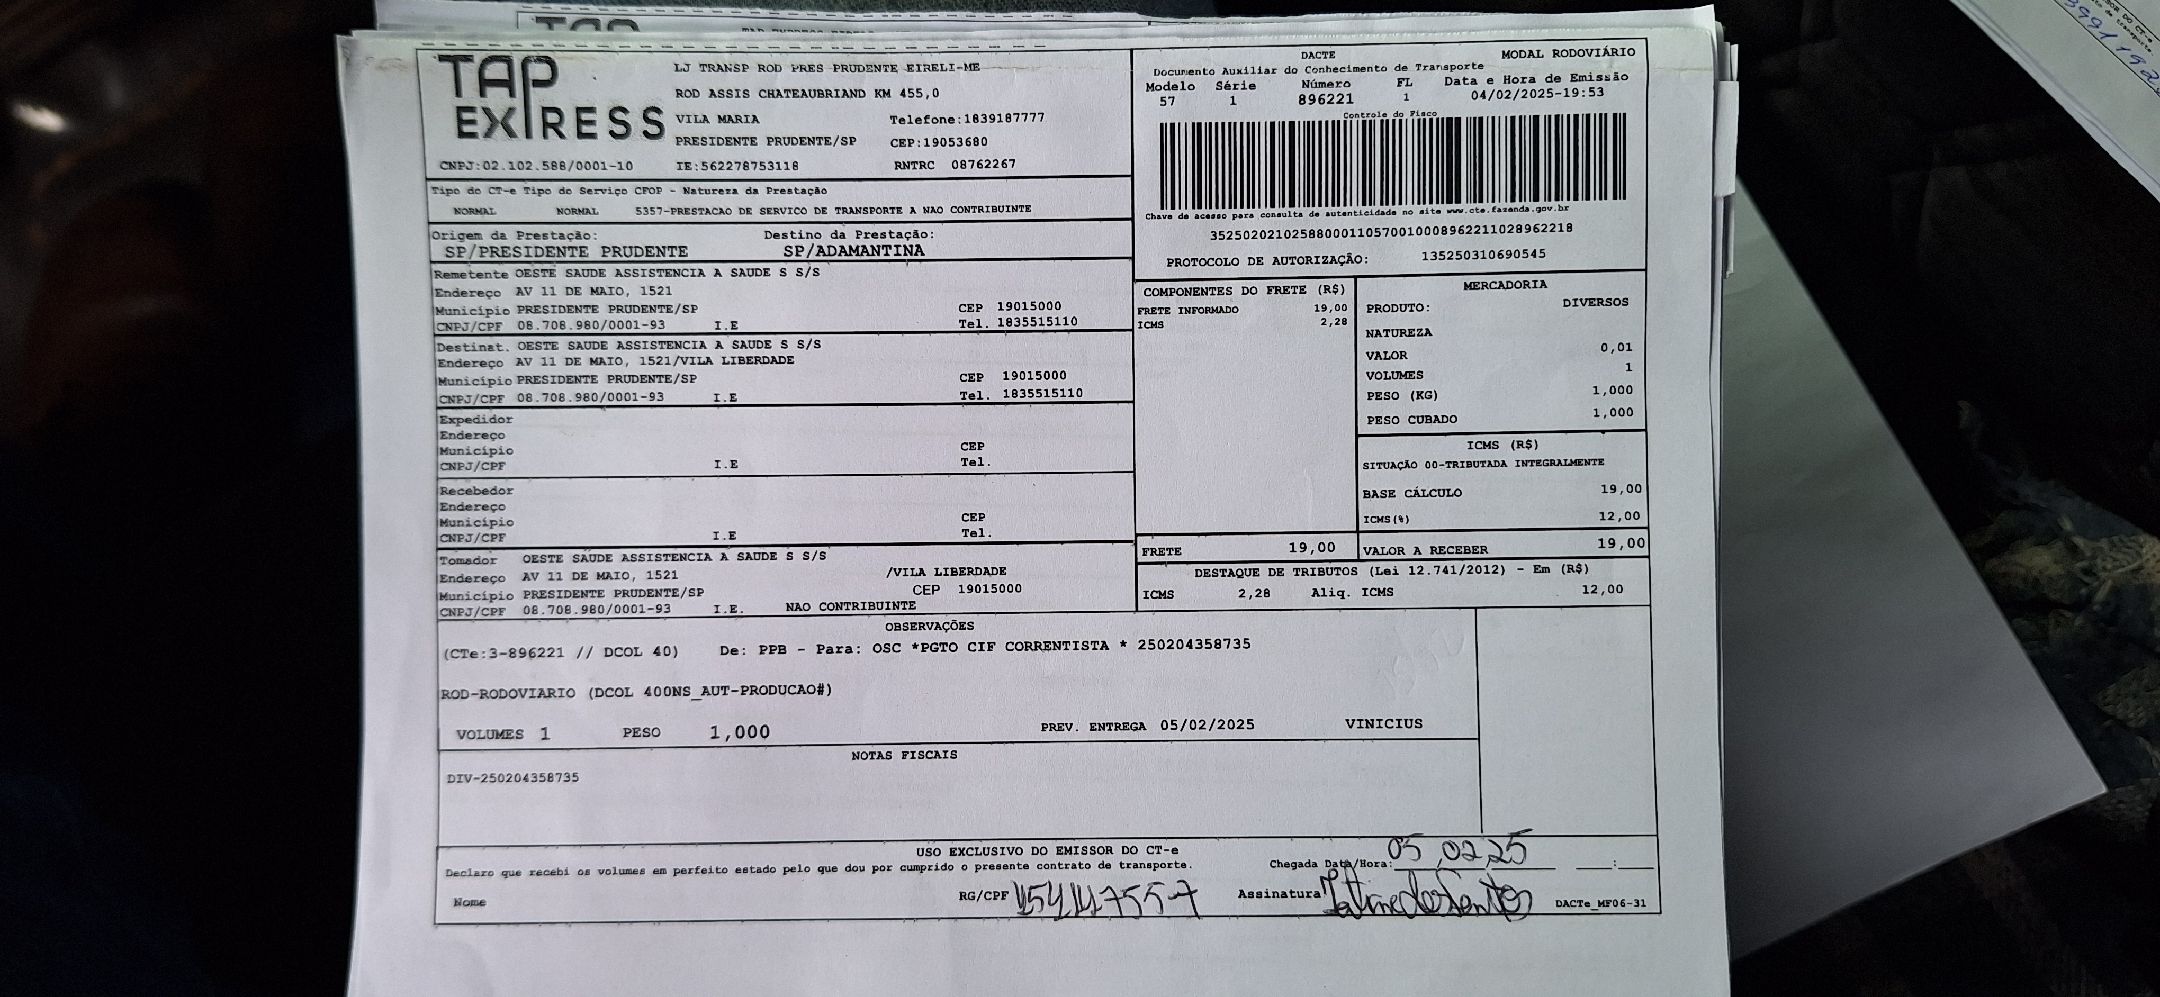 TAP
EXPRESS
LJ TRANSP ROD PRES PRUDENTE EIRELI-ME
ROD ASSIS CHATEAUBRIAND KM 455,0
VILA MARIA Telefone:1839187777
PRESIDENTE PRUDENTE/SP CEP:19053680
CNPJ:02.102.588/0001-10 IE:562278753118 RNTRC 08762267
DACTE MODAL RODOVIÁRIO
Documento Auxiliar do Conhecimento de Transporte
Modelo Série Número FL Data e Hora de Emissão
57 1 896221 1 04/02/2025-19:53
Controle do Fisco
Chave de acesso para consulta de autenticidade no site www.cte.fazenda.gov.br
35250202102588000110570010008962211028962218
PROTOCOLO DE AUTORIZAÇÃO: 135250310690545
Tipo do CT-e Tipo do Serviço CFOP - Natureza da Prestação
NORMAL NORMAL 5357-PRESTACAO DE SERVICO DE TRANSPORTE A NAO CONTRIBUINTE
Origem da Prestação: Destino da Prestação:
SP/PRESIDENTE PRUDENTE SP/ADAMANTINA
Remetente OESTE SAUDE ASSISTENCIA A SAUDE S S/S
Endereço AV 11 DE MAIO, 1521
Município PRESIDENTE PRUDENTE/SP CEP 19015000
CNPJ/CPF 08.708.980/0001-93 I.E Tel. 1835515110
Destinat. OESTE SAUDE ASSISTENCIA A SAUDE S S/S
Endereço AV 11 DE MAIO, 1521/VILA LIBERDADE
Município PRESIDENTE PRUDENTE/SP CEP 19015000
CNPJ/CPF 08.708.980/0001-93 I.E Tel. 1835515110
Expedidor
Endereço
Município CEP
CNPJ/CPF I.E Tel.
Recebedor
Endereço
Município CEP
CNPJ/CPF I.E Tel.
Tomador OESTE SAUDE ASSISTENCIA A SAUDE S S/S
Endereço AV 11 DE MAIO, 1521 /VILA LIBERDADE
Município PRESIDENTE PRUDENTE/SP CEP 19015000
CNPJ/CPF 08.708.980/0001-93 I.E. NAO CONTRIBUINTE
COMPONENTES DO FRETE (R$)
FRETE INFORMADO 19,00
ICMS 2,28
MERCADORIA
PRODUTO: DIVERSOS
NATUREZA
VALOR 0,01
VOLUMES 1
PESO (KG) 1,000
PESO CUBADO 1,000
ICMS (R$)
SITUAÇÃO 00-TRIBUTADA INTEGRALMENTE
BASE CÁLCULO 19,00
ICMS(%) 12,00
FRETE 19,00 VALOR A RECEBER 19,00
DESTAQUE DE TRIBUTOS (Lei 12.741/2012) - Em (R$)
ICMS 2,28 Aliq. ICMS 12,00
OBSERVAÇÕES
(CTe:3-896221 // DCOL 40) De: PPB - Para: OSC *PGTO CIF CORRENTISTA * 250204358735
ROD-RODOVIARIO (DCOL 400NS_AUT-PRODUCAO#)
VOLUMES 1 PESO 1,000 PREV. ENTREGA 05/02/2025 VINICIUS
NOTAS FISCAIS
DIV-250204358735
USO EXCLUSIVO DO EMISSOR DO CT-e
Declaro que recebi os volumes em perfeito estado pelo que dou por cumprido o presente contrato de transporte.
Chegada Data/Hora: 05 02 25 :
Nome RG/CPF Assinatura DACTe_MF06-31